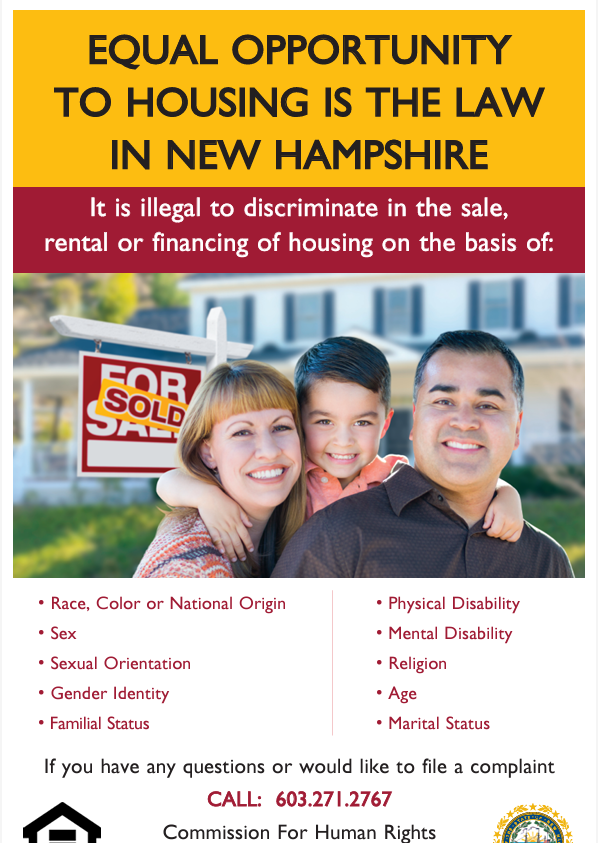 EQUAL OPPORTUNITY
TO HOUSING IS THE LAW
IN NEW HAMPSHIRE
It is illegal to discriminate in the sale,
rental or financing of housing on the basis of:
FOR
SALE
SOLD
• Race, Color or National Origin
• Sex
• Sexual Orientation
• Gender Identity
• Familial Status
• Physical Disability
• Mental Disability
• Religion
• Age
• Marital Status
If you have any questions or would like to file a complaint
CALL: 603.271.2767
Commission For Human Rights